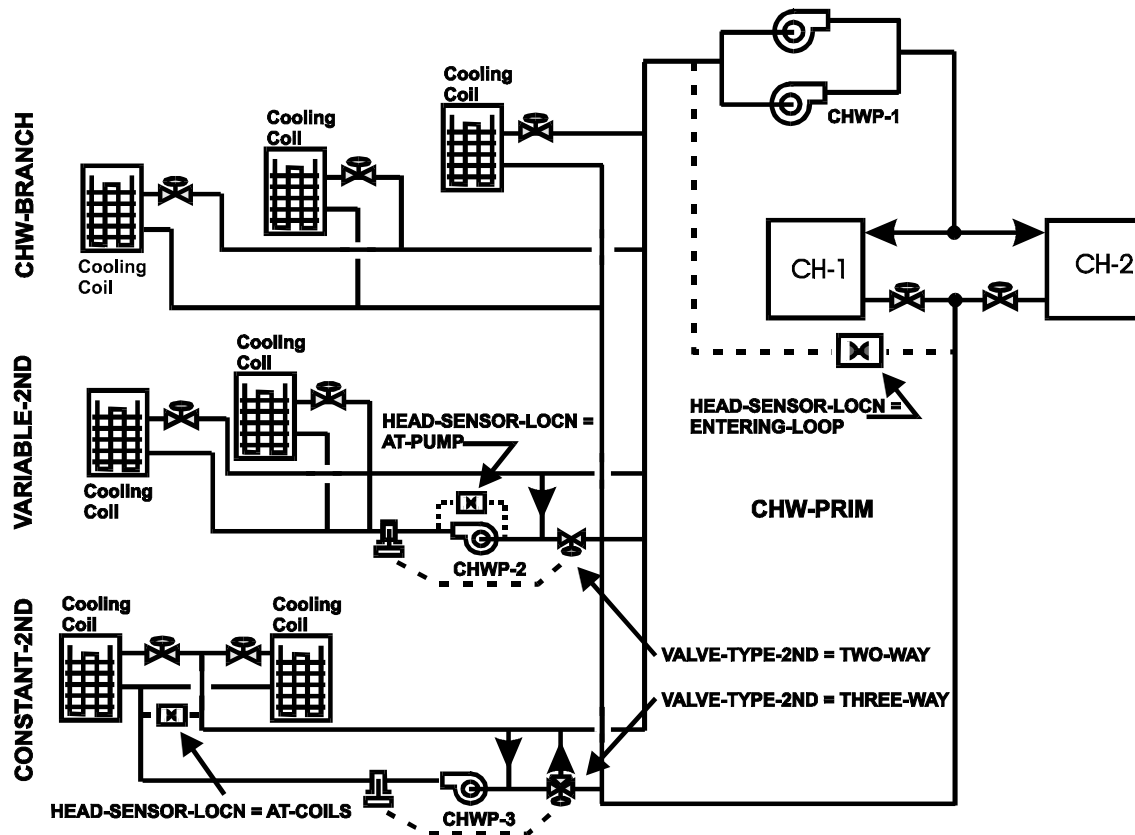 CHW-BRANCH
Cooling
Coil
Cooling
Coil
Cooling
Coil
CHWP-1
CH-1
CH-2
HEAD-SENSOR-LOCN =
ENTERING-LOOP
CHW-PRIM
VARIABLE-2ND
Cooling
Coil
Cooling
Coil
HEAD-SENSOR-LOCN =
AT-PUMP
CHWP-2
VALVE-TYPE-2ND = TWO-WAY
VALVE-TYPE-2ND = THREE-WAY
CONSTANT-2ND
Cooling
Coil
Cooling
Coil
HEAD-SENSOR-LOCN = AT-COILS
CHWP-3